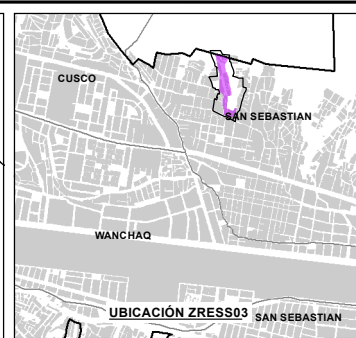 CUSCO
SAN SEBASTIAN
WANCHAQ
UBICACIÓN ZRESS03
SAN SEBASTIAN